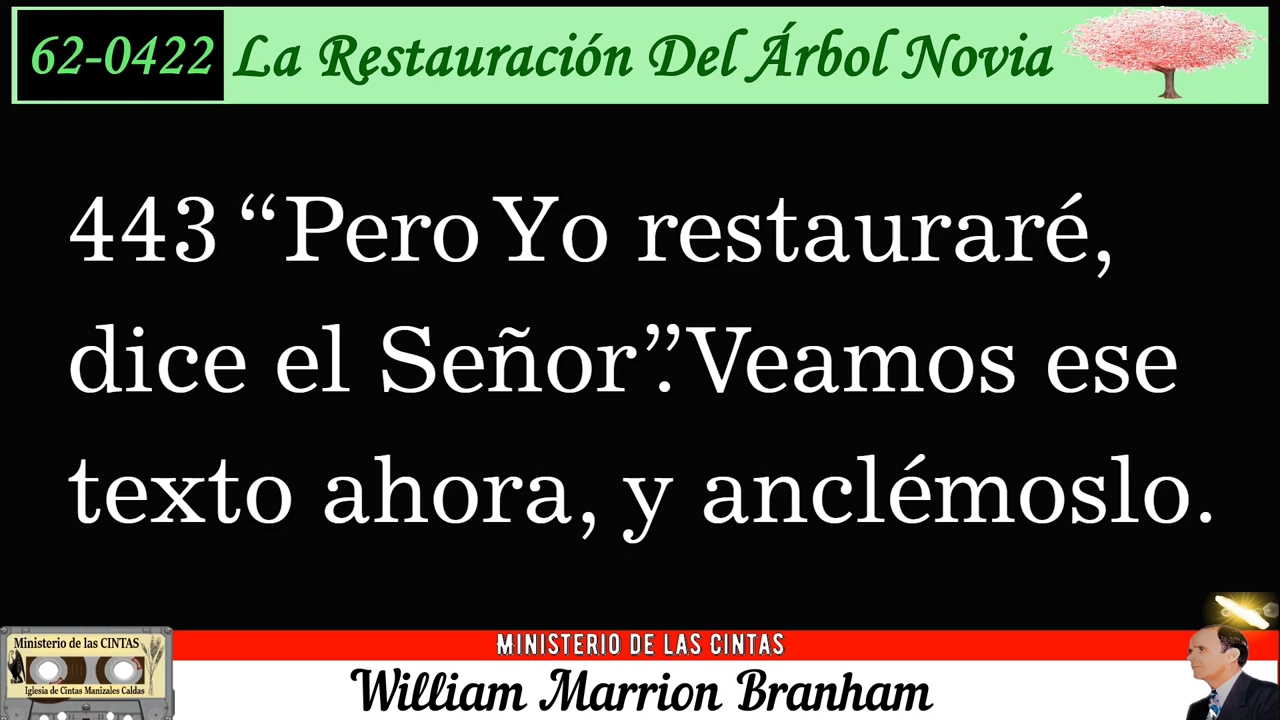 62-0422 La Restauración Del Árbol Novia
443 “Pero Yo restauraré,
dice el Señor”. Veamos ese
texto ahora, y anclémoslo.
Ministerio de las CINTAS
Iglesia de Cintas Manizales Caldas
MINISTERIO DE LAS CINTAS
William Marrion Branham